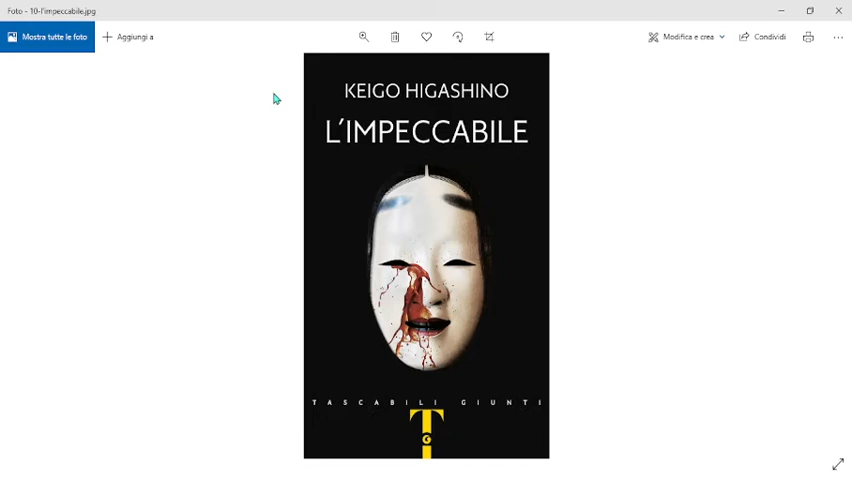 Foto - 10-l'impeccabile.jpg
Mostra tutte le foto
Aggiungi a
Modifica e crea
Condividi
KEIGO HIGASHINO
L'IMPECCABILE
TASCABILI GIUNTI